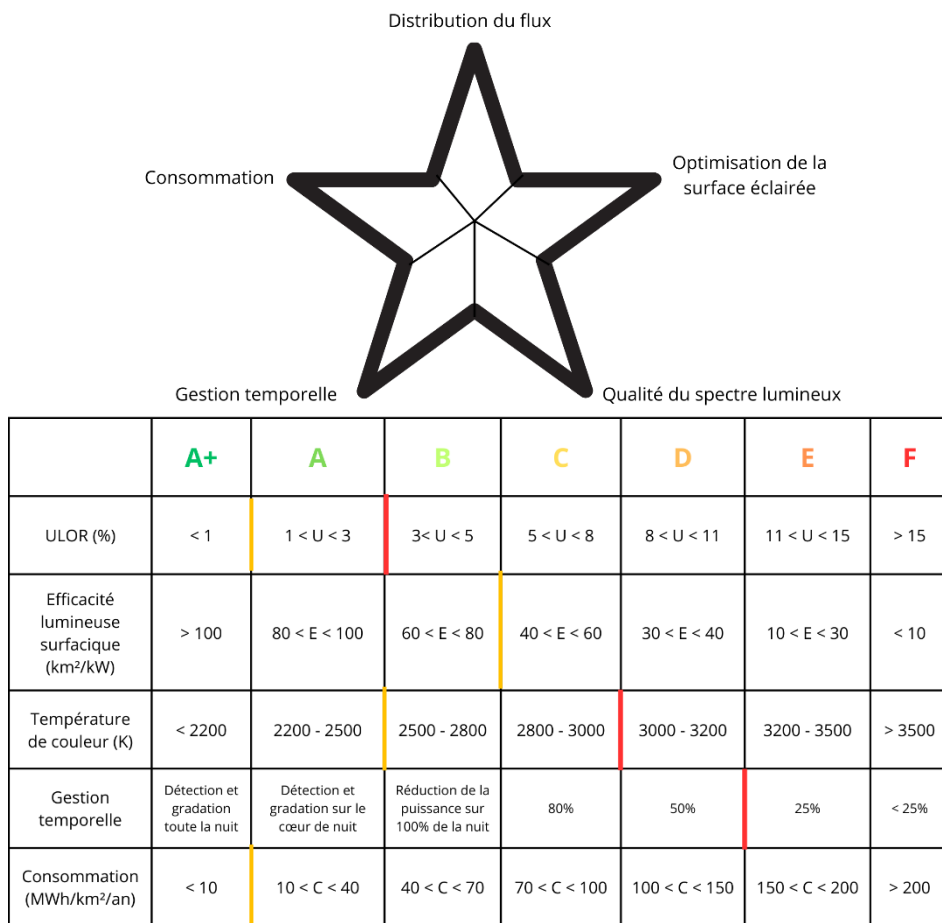 Distribution du flux
Consommation
Optimisation de la
surface éclairée
Gestion temporelle
Qualité du spectre lumineux
A+ A B C D E F
ULOR (%) < 1 1 < U < 3 3< U < 5 5 < U < 8 8 < U < 11 11 < U < 15 > 15
Efficacité
lumineuse
surfacique
(km²/kW)
> 100 80 < E < 100 60 < E < 80 40 < E < 60 30 < E < 40 10 < E < 30 < 10
Température
de couleur (K)
< 2200 2200 - 2500 2500 - 2800 2800 - 3000 3000 - 3200 3200 - 3500 > 3500
Gestion
temporelle
Détection et
gradation
toute la nuit
Détection et
gradation sur le
cœur de nuit
Réduction de la
puissance sur
100% de la nuit
80% 50% 25% < 25%
Consommation
(MWh/km²/an)
< 10 10 < C < 40 40 < C < 70 70 < C < 100 100 < C < 150 150 < C < 200 > 200